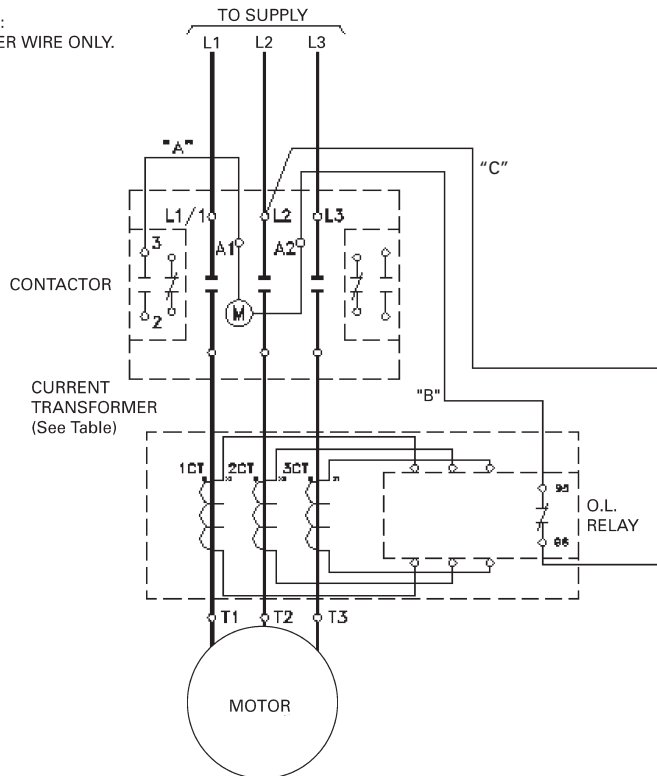 :
ER WIRE ONLY.
TO SUPPLY
L1 L2 L3
"A"
"C"
L1/1 L2 L3
3 A1 A2
CONTACTOR
M
2
CURRENT
TRANSFORMER
(See Table)
"B"
1CT 2CT 3CT
95
O.L.
RELAY
96
T1 T2 T3
MOTOR